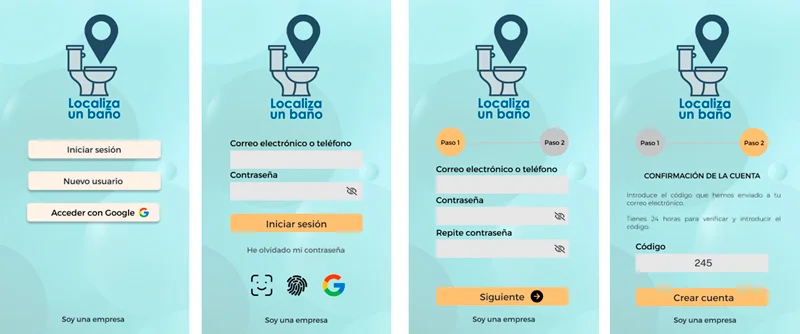 Localiza
un baño
Iniciar sesión
Nuevo usuario
Acceder con Google
Soy una empresa
Localiza
un baño
Correo electrónico o teléfono
Contraseña
Iniciar sesión
He olvidado mi contraseña
Soy una empresa
Localiza
un baño
Paso 1
Paso 2
Correo electrónico o teléfono
Contraseña
Repite contraseña
Siguiente
Soy una empresa
Localiza
un baño
Paso 1
Paso 2
CONFIRMACIÓN DE LA CUENTA
Introduce el código que hemos enviado a tu
correo electrónico.
Tienes 24 horas para verificar y introducir el
código.
Código
245
Crear cuenta
Soy una empresa